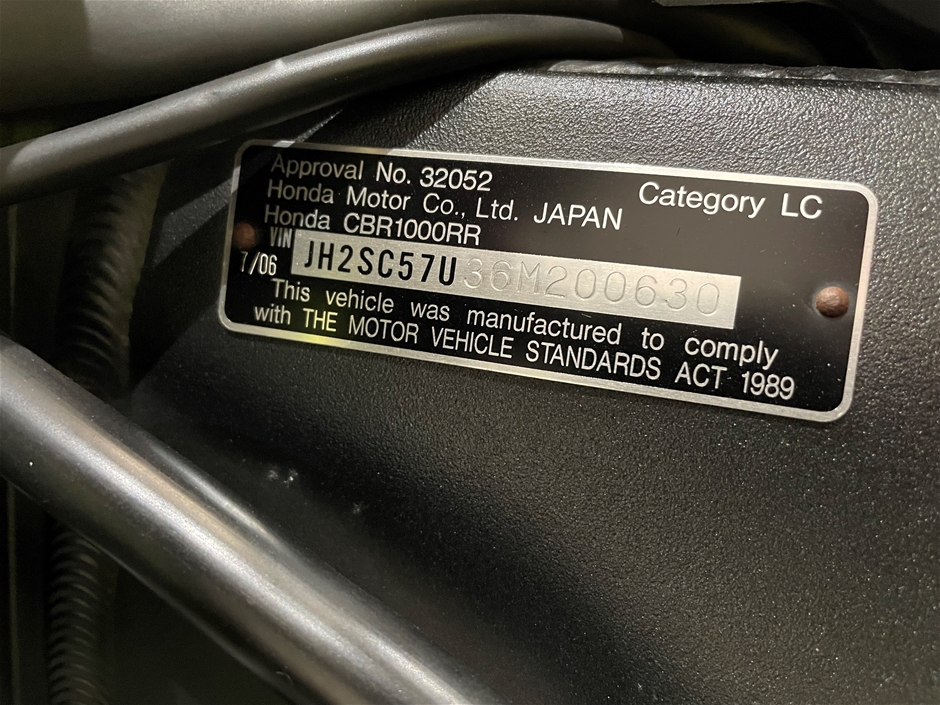 Approval No. 32052
Category LC
Honda Motor Co., Ltd. JAPAN
Honda CBR1000RR
VIN
7/06 JH2SC57U36M200630
This vehicle was manufactured to comply
with THE MOTOR VEHICLE STANDARDS ACT 1989